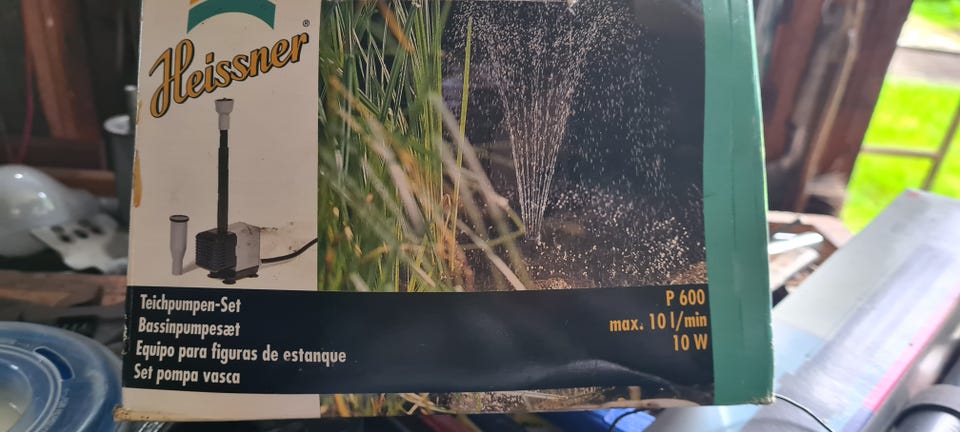 Heissner®
Teichpumpen-Set
Bassinpumpesæt
Equipo para figuras de estanque
Set pompa vasca
P 600
max. 10 l/min
10 W